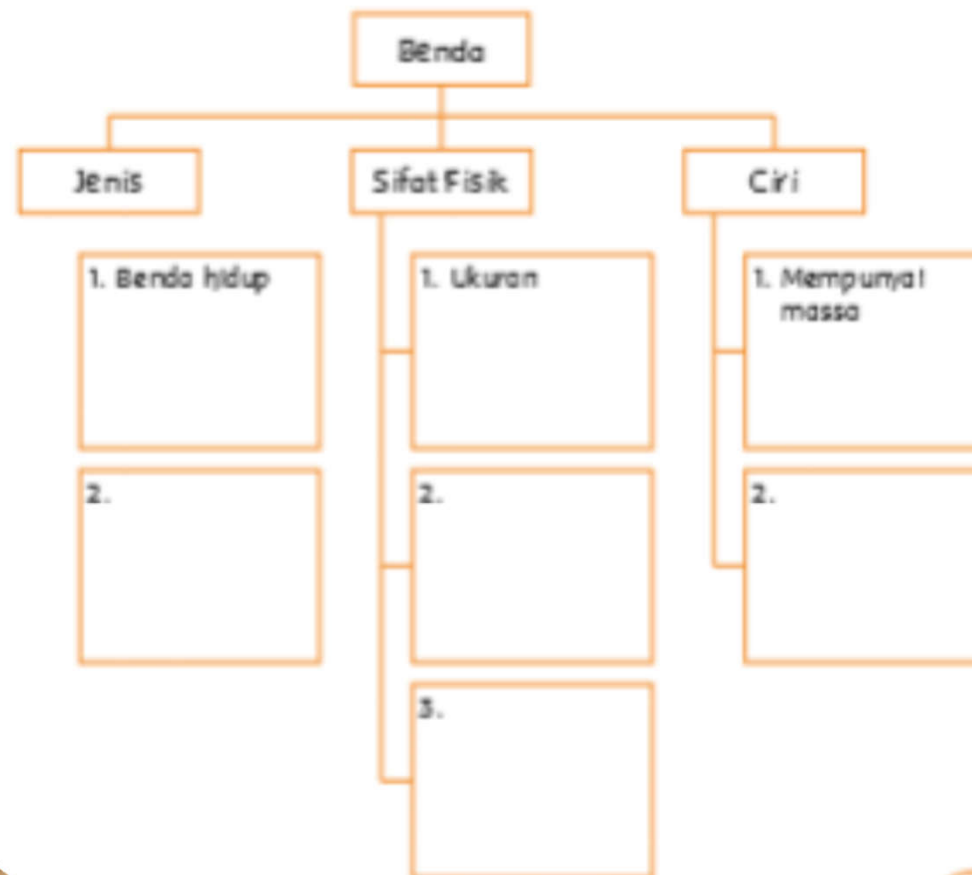 Benda
Jenis
Sifat Fisik
Ciri
1. Benda hidup
1. Ukuran
1. Mempunyai
massa
2.
2.
2.
3.